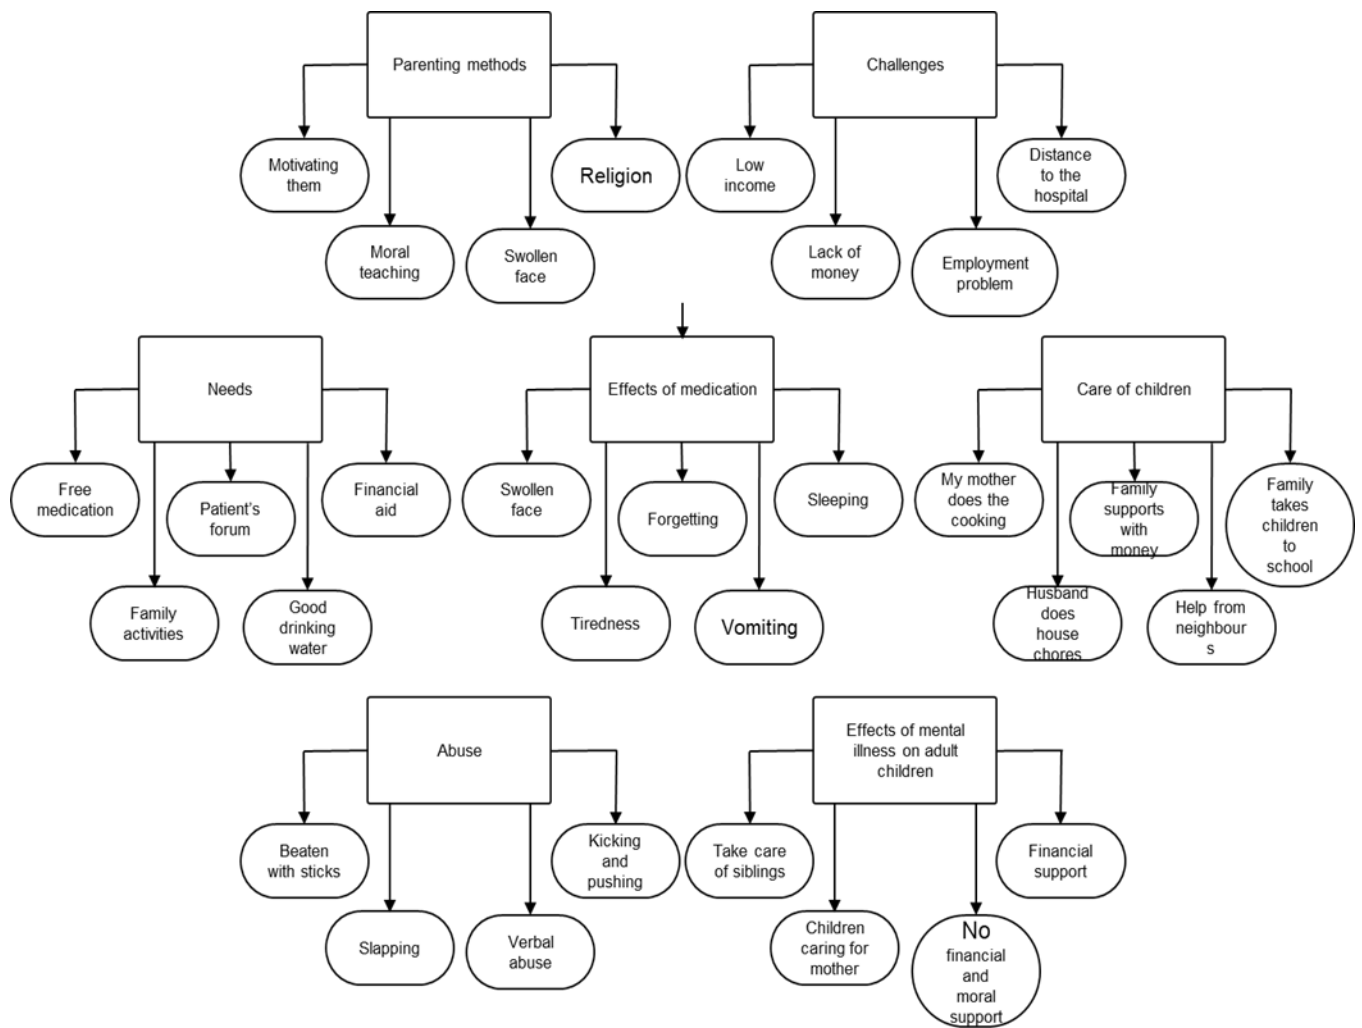 Parenting methods
Challenges
Motivating
them
Moral
teaching
Swollen
face
Religion
Low
income
Lack of
money
Employment
problem
Distance
to the
hospital
Needs
Effects of medication
Care of children
Free
medication
Family
activities
Patient's
forum
Good
drinking
water
Financial
aid
Swollen
face
Tiredness
Forgetting
Vomiting
Sleeping
My mother
does the
cooking
Husband
does
house
chores
Family
supports
with
money
Help from
neighbour
s
Family
takes
children
to
school
Abuse
Effects of mental
illness on adult
children
Beaten
with sticks
Slapping
Verbal
abuse
Kicking
and
pushing
Take care
of siblings
Children
caring for
mother
No
financial
and
moral
support
Financial
support